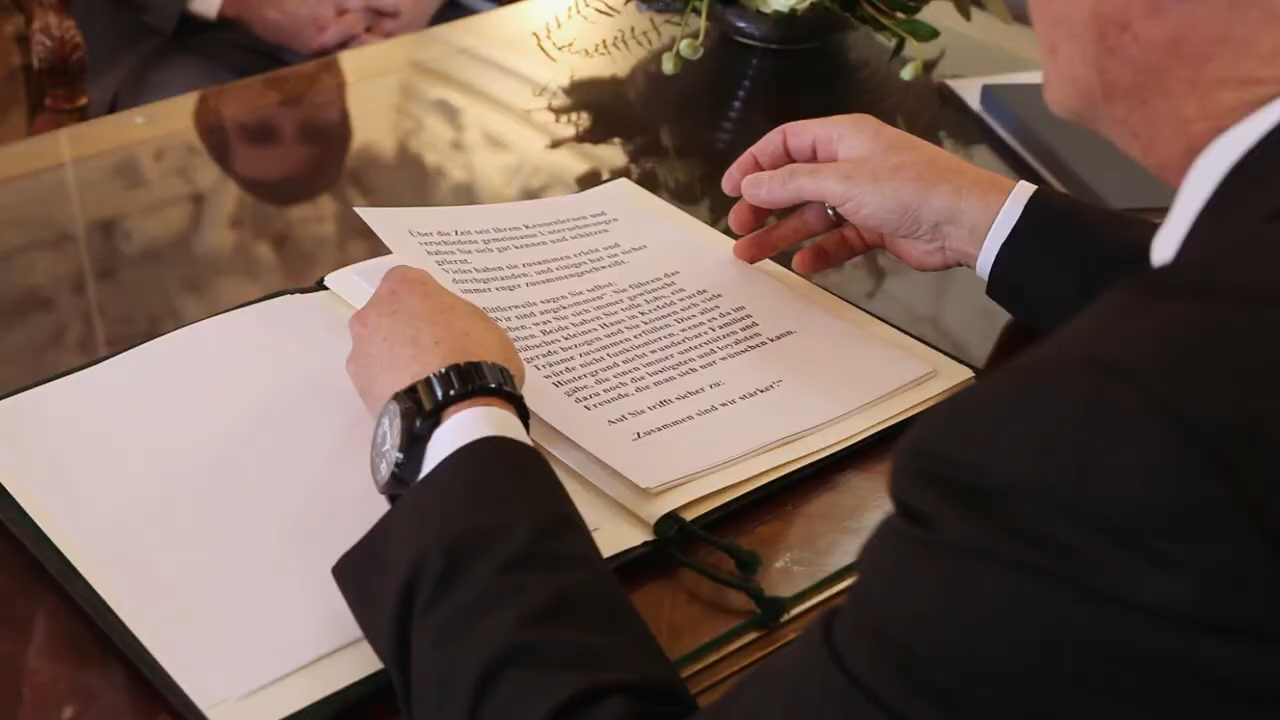 Über die Zeit seit Ihrem Kennenlernen und
verschiedene gemeinsame Unternehmungen
haben Sie sich gut kennen und schätzen
gelernt.
Vieles haben sie zusammen erlebt und
durchgestanden; und einiges hat sie sicher
immer enger zusammengeschweißt.
Mittlerweile sagen Sie selbst:
Wir sind angekommen“. Sie führen das
ben, was Sie sich immer gewünscht
ben. Beide haben Sie tolle Jobs, ein
übsches kleines Haus in Krefeld wurde
gerade bezogen und Sie können sich viele
Träume zusammen erfüllen. Dies alles
würde nicht funktionieren, wenn es da im
Hintergrund nicht wunderbare Familien
gäbe, die einen immer unterstützen und
dazu noch die lustigsten und loyalsten
Freunde, die man sich nur wünschen kann.
Auf Sie trifft sicher zu:
„Zusammen sind wir stärker!“